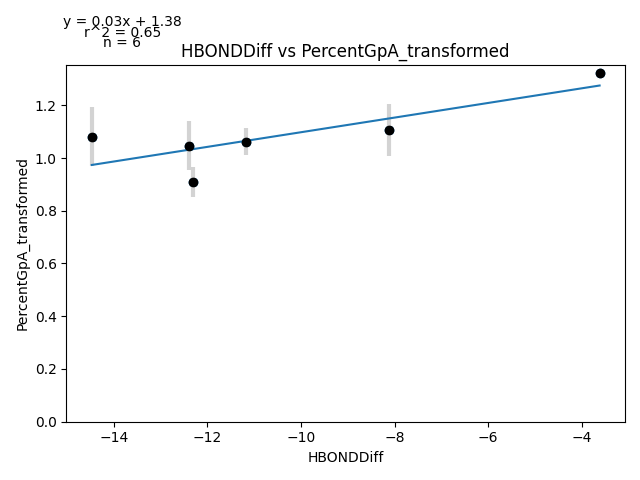 y = 0.03x + 1.38
r^2 = 0.65
n = 6
HBONDDiff vs PercentGpA_transformed
1.2
1.0
0.8
0.6
0.4
0.2
0.0
PercentGpA_transformed
−14
−12
−10
−8
−6
−4
HBONDDiff